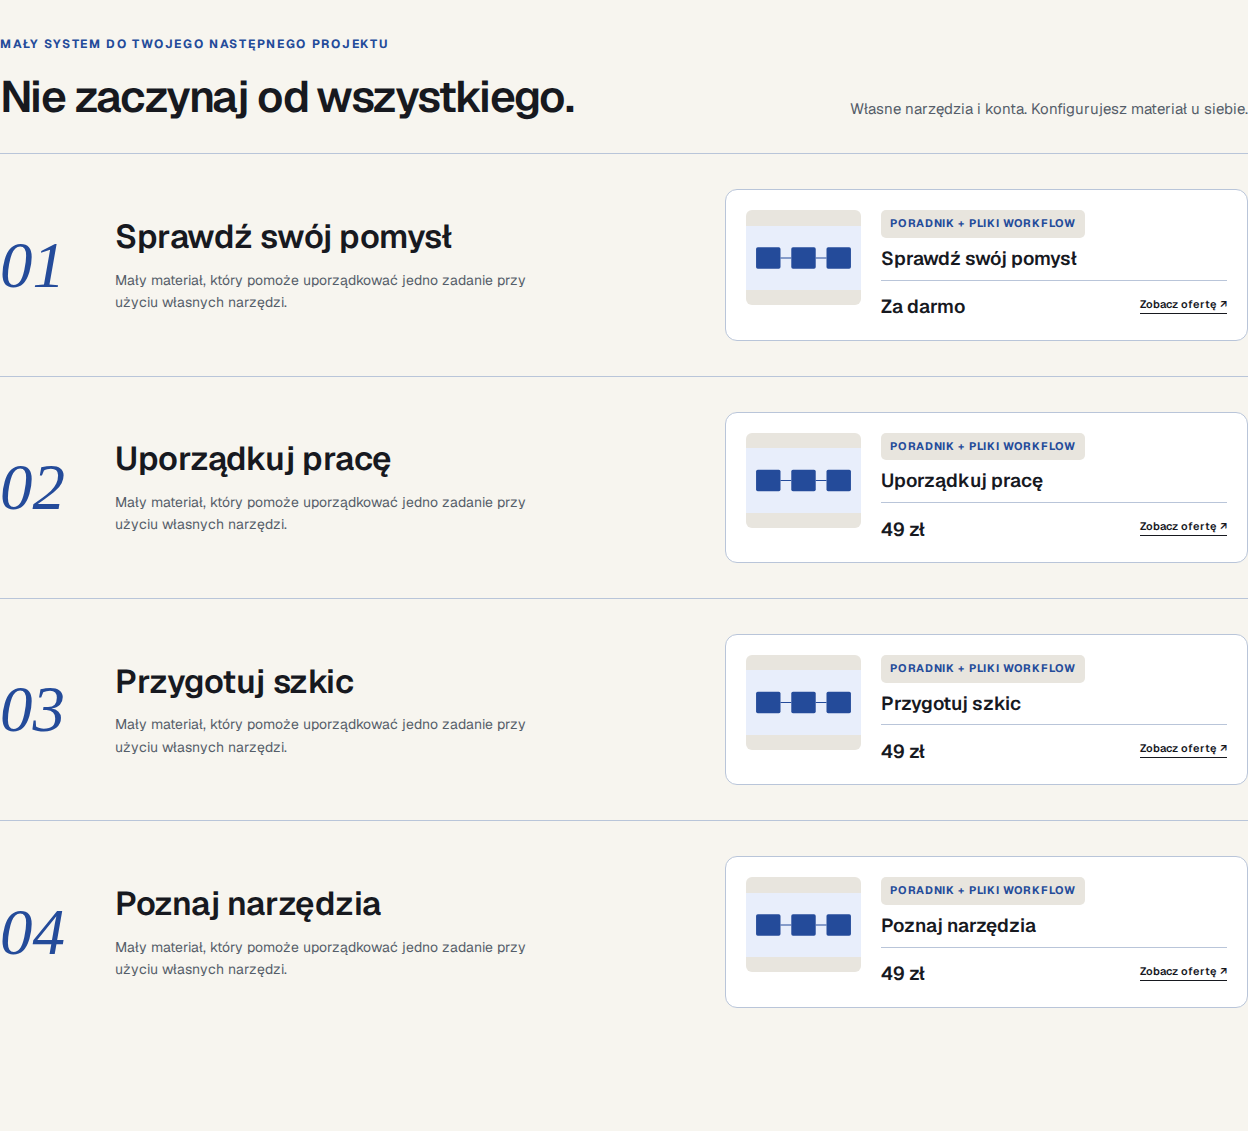 MAŁY SYSTEM DO TWOJEGO NASTĘPNEGO PROJEKTU
Nie zaczynaj od wszystkiego.
Własne narzędzia i konta. Konfigurujesz materiał u siebie.
01
Sprawdź swój pomysł
Mały materiał, który pomoże uporządkować jedno zadanie przy
użyciu własnych narzędzi.
PORADNIK + PLIKI WORKFLOW
Sprawdź swój pomysł
Za darmo
Zobacz ofertę ↗
02
Uporządkuj pracę
Mały materiał, który pomoże uporządkować jedno zadanie przy
użyciu własnych narzędzi.
PORADNIK + PLIKI WORKFLOW
Uporządkuj pracę
49 zł
Zobacz ofertę ↗
03
Przygotuj szkic
Mały materiał, który pomoże uporządkować jedno zadanie przy
użyciu własnych narzędzi.
PORADNIK + PLIKI WORKFLOW
Przygotuj szkic
49 zł
Zobacz ofertę ↗
04
Poznaj narzędzia
Mały materiał, który pomoże uporządkować jedno zadanie przy
użyciu własnych narzędzi.
PORADNIK + PLIKI WORKFLOW
Poznaj narzędzia
49 zł
Zobacz ofertę ↗